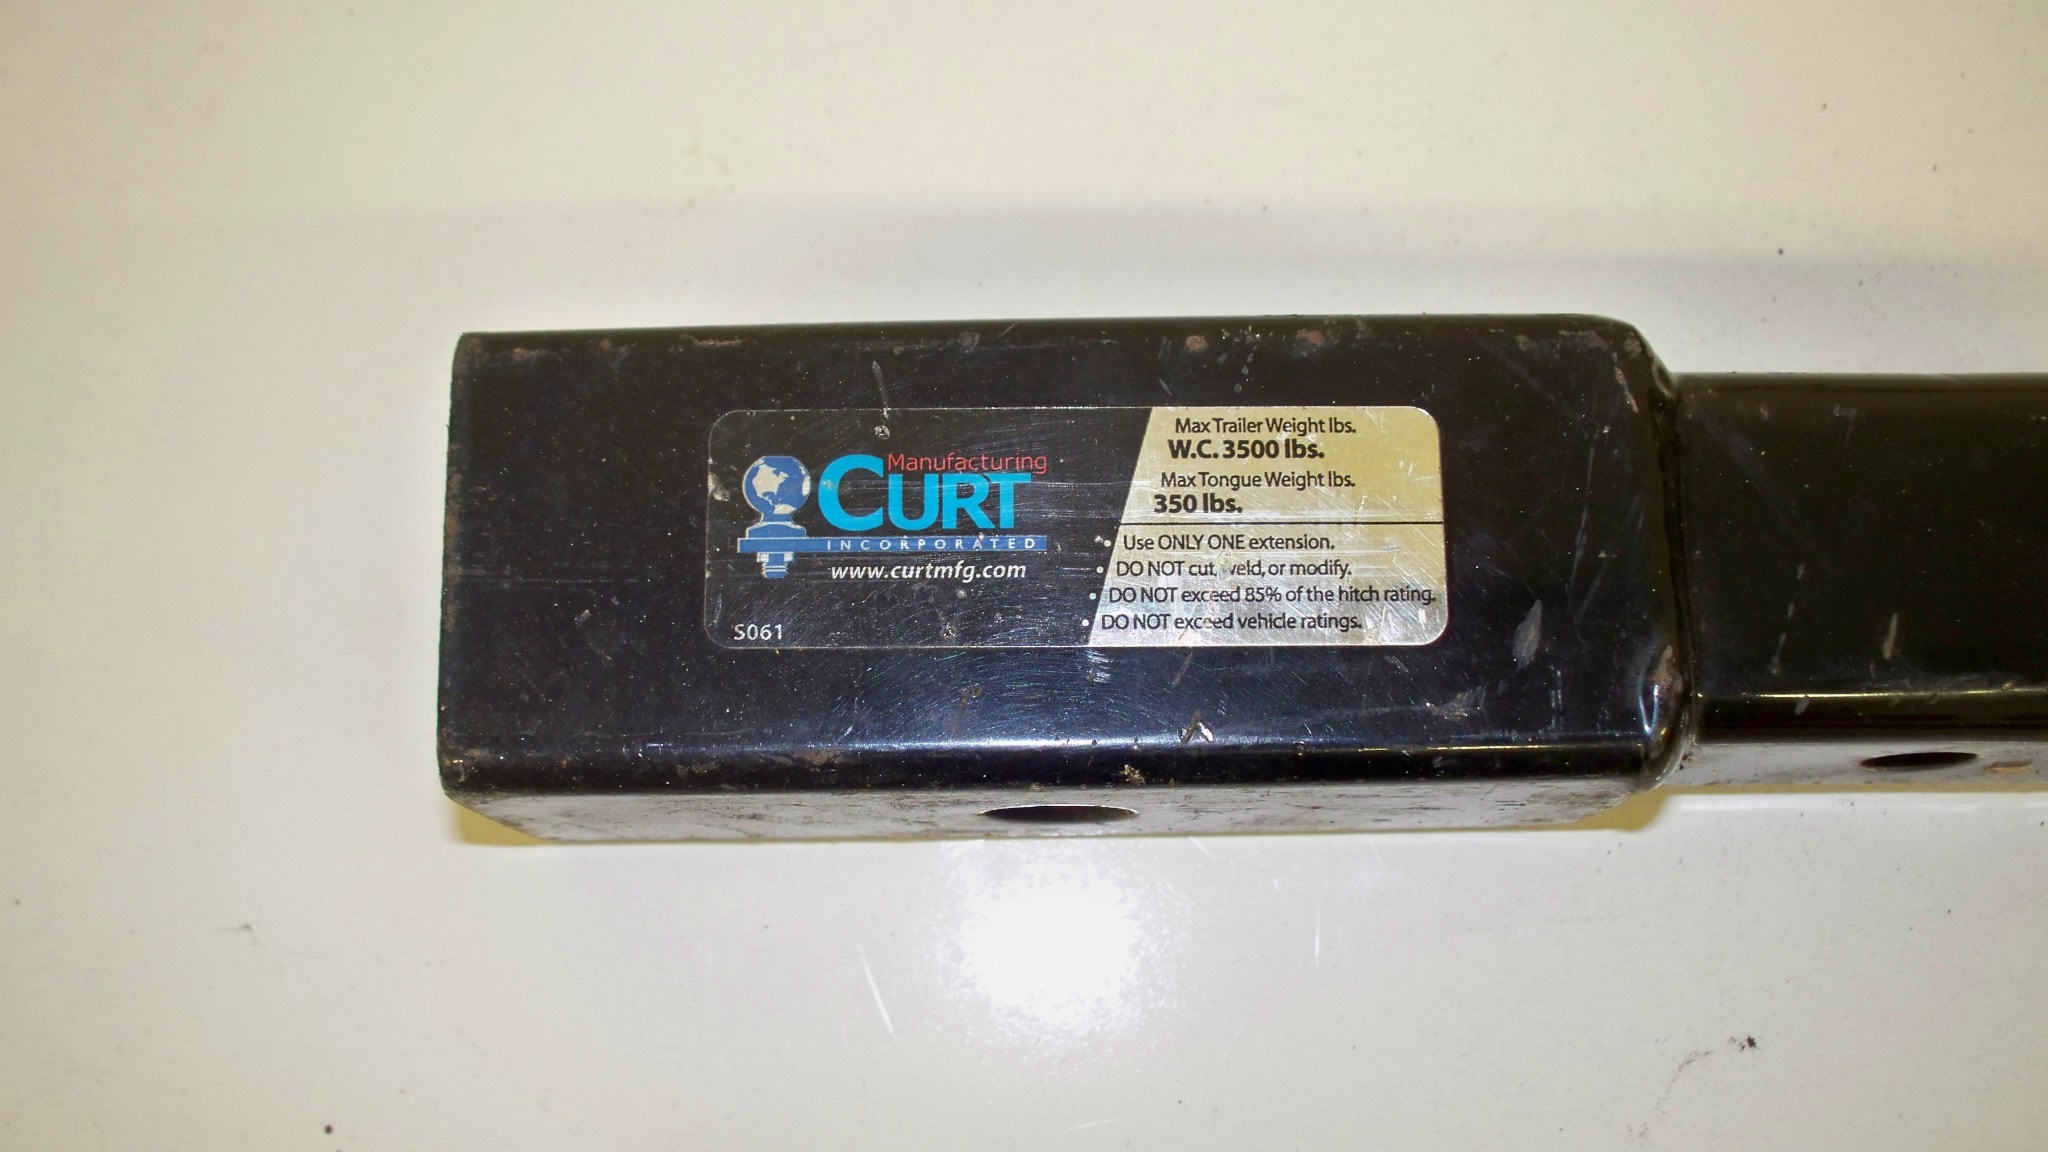 Manufacturing
CURT
INCORPORATED
www.curtmfg.com
S061
Max Trailer Weight lbs.
W.C. 3500 lbs.
Max Tongue Weight lbs.
350 lbs.
• Use ONLY ONE extension.
• DO NOT cut, weld, or modify.
• DO NOT exceed 85% of the hitch rating.
• DO NOT exceed vehicle ratings.